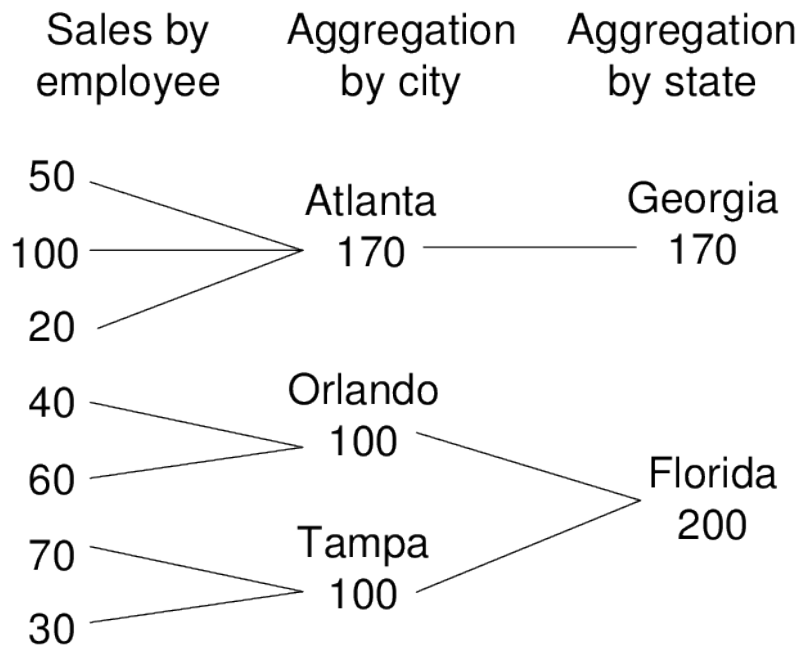 Sales by
employee
Aggregation
by city
Aggregation
by state
50
100
20
40
60
70
30
Atlanta
170
Orlando
100
Tampa
100
Georgia
170
Florida
200